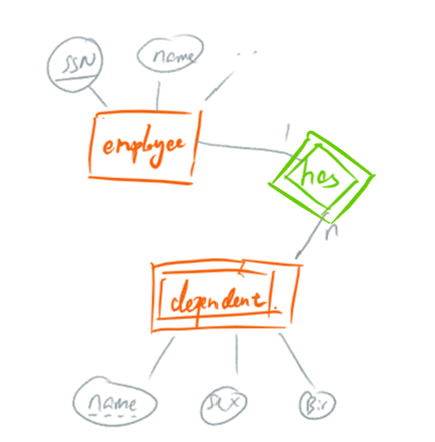 SSN
name
..
employee
1
has
n
dependent.
name
sex
Bir